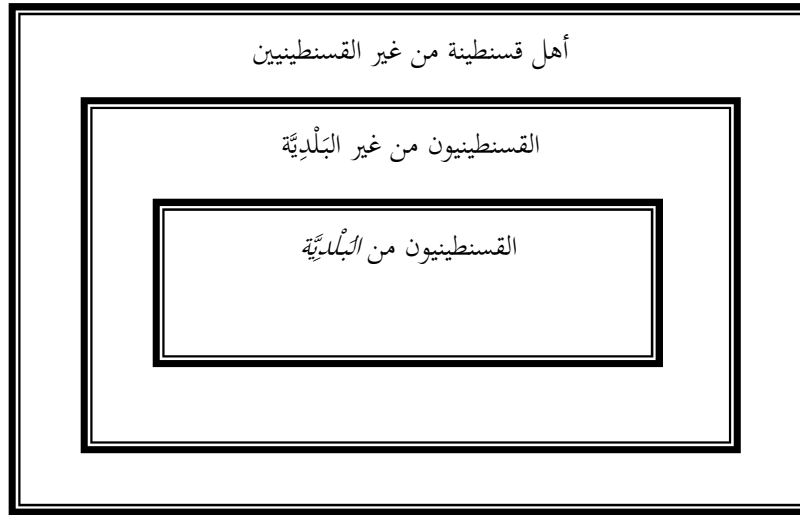 أهل قسنطينة من غير القسنطينيين
القسنطينيون من غير البَلْدِيَّة
القسنطينيون من البَلْدِيَّة